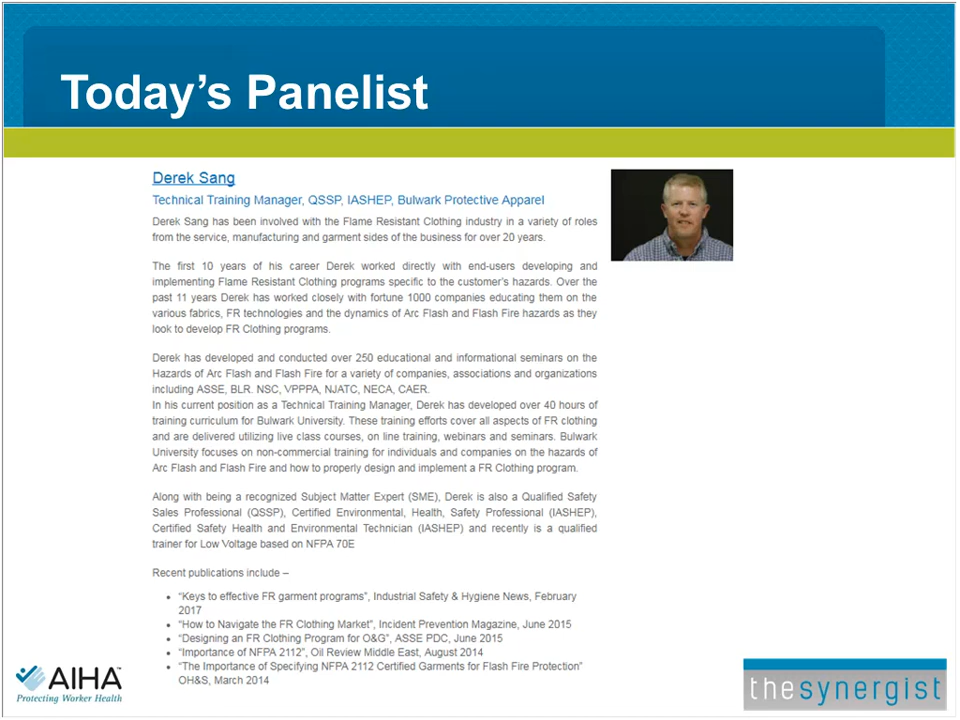 Today's Panelist
Derek Sang
Technical Training Manager, QSSP, IASHEP, Bulwark Protective Apparel
Derek Sang has been involved with the Flame Resistant Clothing industry in a variety of roles
from the service, manufacturing and garment sides of the business for over 20 years.
The first 10 years of his career Derek worked directly with end-users developing and
implementing Flame Resistant Clothing programs specific to the customer's hazards. Over the
past 11 years Derek has worked closely with fortune 1000 companies educating them on the
various fabrics, FR technologies and the dynamics of Arc Flash and Flash Fire hazards as they
look to develop FR Clothing programs.
Derek has developed and conducted over 250 educational and informational seminars on the
Hazards of Arc Flash and Flash Fire for a variety of companies, associations and organizations
including ASSE, BLR. NSC, VPPPA, NJATC, NECA, CAER.
In his current position as a Technical Training Manager, Derek has developed over 40 hours of
training curriculum for Bulwark University. These training efforts cover all aspects of FR clothing
and are delivered utilizing live class courses, on line training, webinars and seminars. Bulwark
University focuses on non-commercial training for individuals and companies on the hazards of
Arc Flash and Flash Fire and how to properly design and implement a FR Clothing program.
Along with being a recognized Subject Matter Expert (SME), Derek is also a Qualified Safety
Sales Professional (QSSP), Certified Environmental, Health, Safety Professional (IASHEP),
Certified Safety Health and Environmental Technician (IASHEP) and recently is a qualified
trainer for Low Voltage based on NFPA 70E
Recent publications include –
• "Keys to effective FR garment programs", Industrial Safety & Hygiene News, February
2017
• "How to Navigate the FR Clothing Market", Incident Prevention Magazine, June 2015
• "Designing an FR Clothing Program for O&G", ASSE PDC, June 2015
• "Importance of NFPA 2112", Oil Review Middle East, August 2014
• "The Importance of Specifying NFPA 2112 Certified Garments for Flash Fire Protection"
OH&S, March 2014
AIHA™
Protecting Worker Health
thesynergist